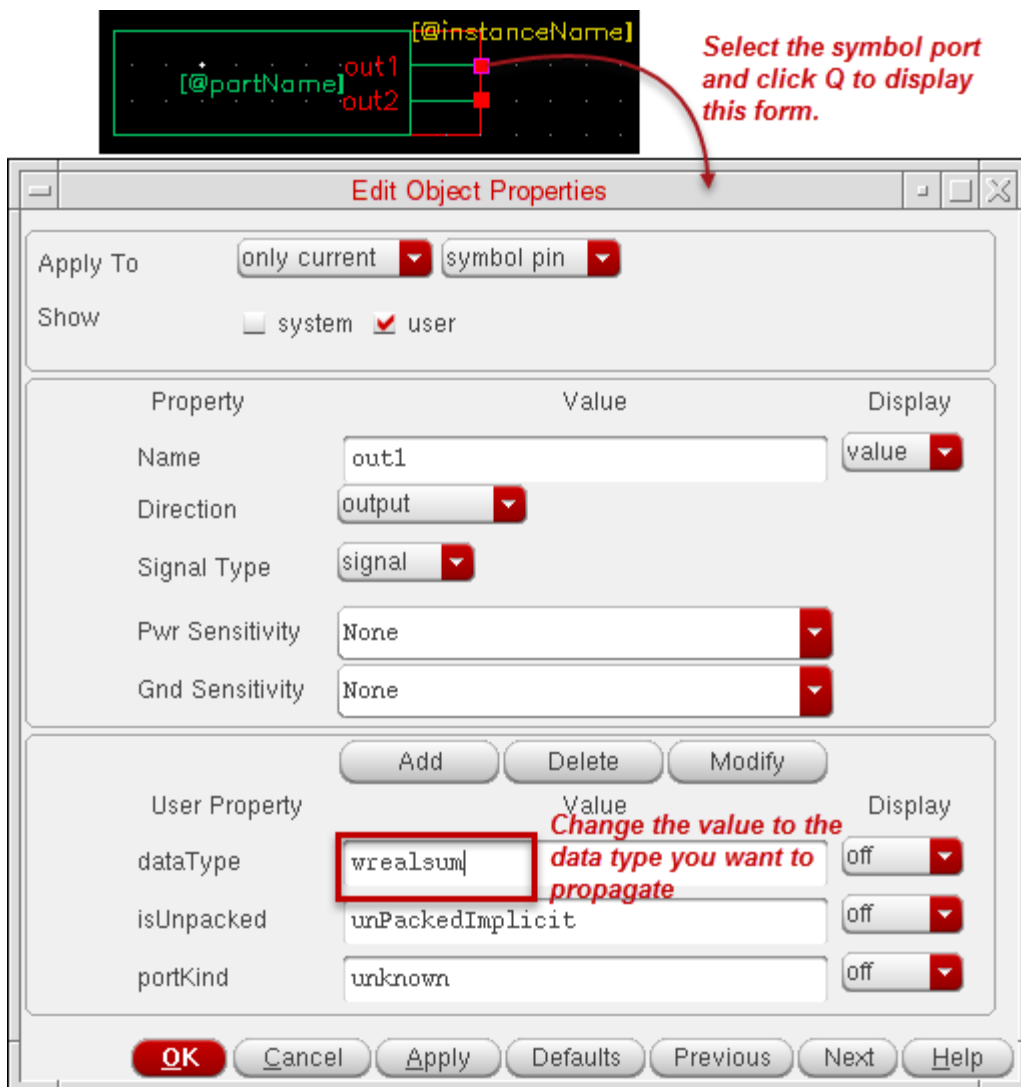 [@instanceName]
out1
[@partName]
out2
Select the symbol port
and click Q to display
this form.
Edit Object Properties
Apply To only current symbol pin
Show system user
Property Value Display
Name out1 value
Direction output
Signal Type signal
Pwr Sensitivity None
Gnd Sensitivity None
Add Delete Modify
User Property Value Display
Change the value to the
data type you want to
propagate
dataType wrealsum off
isUnpacked unPackedImplicit off
portKind unknown off
OK Cancel Apply Defaults Previous Next Help